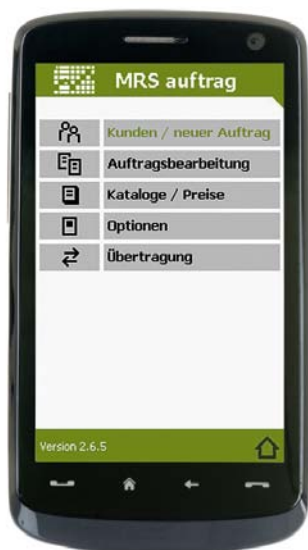 MRS auftrag
Kunden / neuer Auftrag
Auftragsbearbeitung
Kataloge / Preise
Optionen
Übertragung
Version 2.6.5